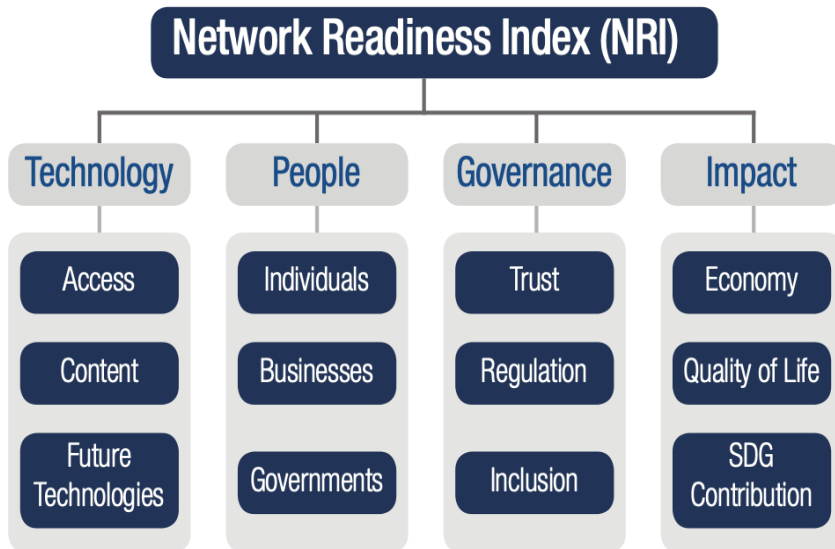 Network Readiness Index (NRI)
Technology
People
Governance
Impact
Access
Individuals
Trust
Economy
Content
Businesses
Regulation
Quality of Life
Future
Technologies
Governments
Inclusion
SDG
Contribution